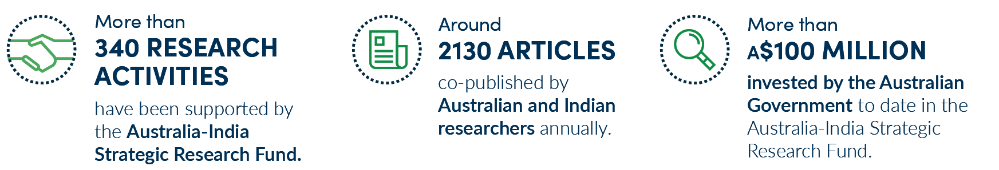 More than
340 RESEARCH
ACTIVITIES
have been supported by
the Australia-India
Strategic Research Fund.
Around
2130 ARTICLES
co-published by
Australian and Indian
researchers annually.
More than
A$100 MILLION
invested by the Australian
Government to date in the
Australia-India Strategic
Research Fund.